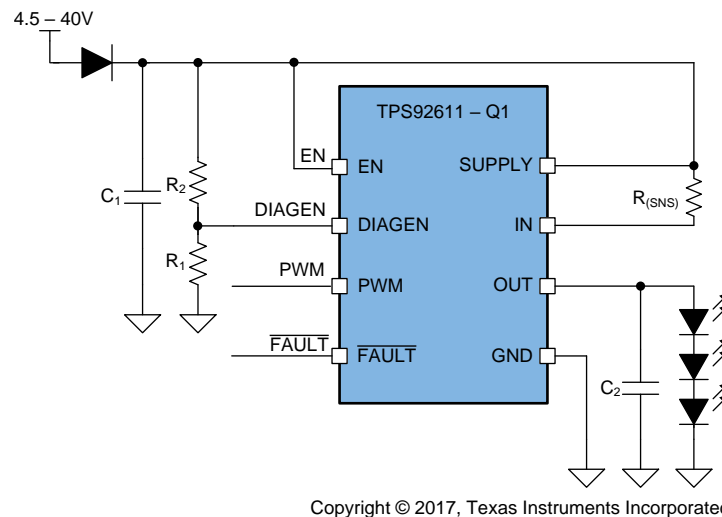 4.5 – 40V
TPS92611 – Q1
EN
EN
SUPPLY
R2
C1
R(SNS)
DIAGEN
DIAGEN
IN
R1
PWM
PWM
OUT
FAULT
FAULT
GND
C2
Copyright © 2017, Texas Instruments Incorporated